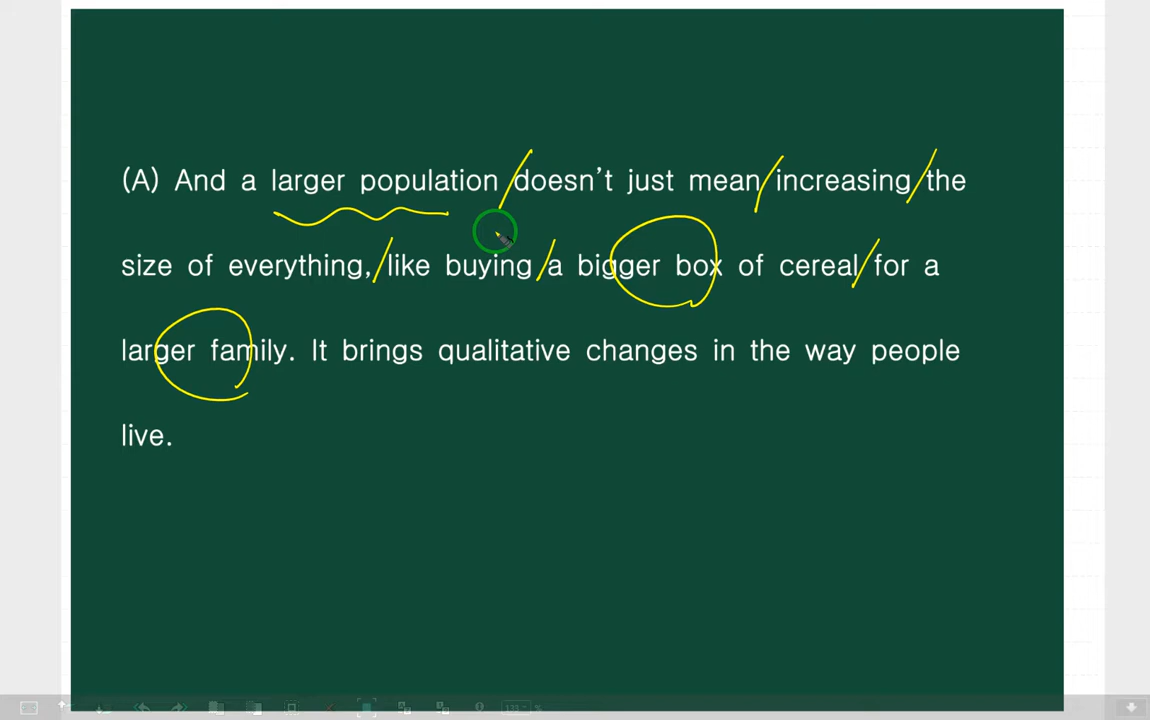 (A) And a larger population doesn't just mean increasing the
size of everything, like buying a bigger box of cereal for a
larger family. It brings qualitative changes in the way people
live.